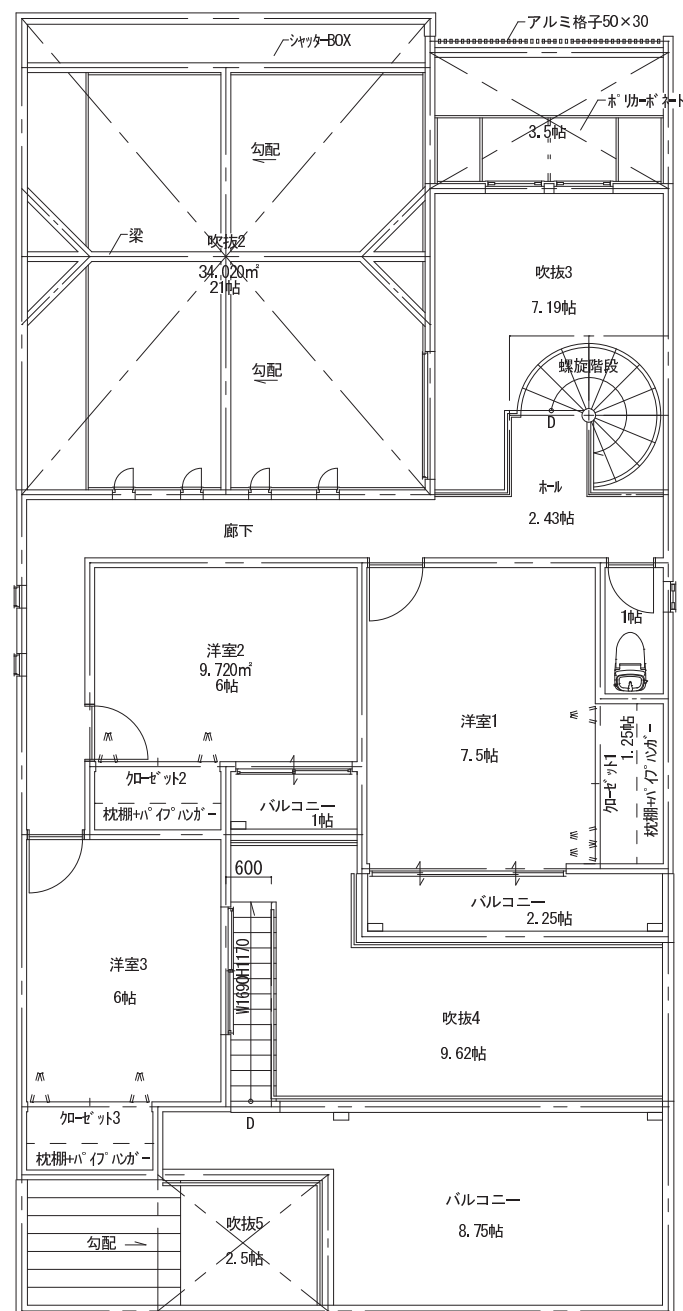 アルミ格子50×30
シャッターBOX
ポリカーボネート
3.5帖
勾配
梁
吹抜2
34.020㎡
21帖
吹抜3
7.19帖
勾配
螺旋階段
D
ホール
2.43帖
廊下
1帖
洋室2
9.720㎡
6帖
洋室1
7.5帖
クローゼット1
1.25帖
枕棚+パイプハンガー
クローゼット2
枕棚+パイプハンガー
バルコニー
1帖
600
バルコニー
2.25帖
洋室3
6帖
W1690H1170
吹抜4
9.62帖
D
クローゼット3
枕棚+パイプハンガー
バルコニー
8.75帖
吹抜5
2.5帖
勾配